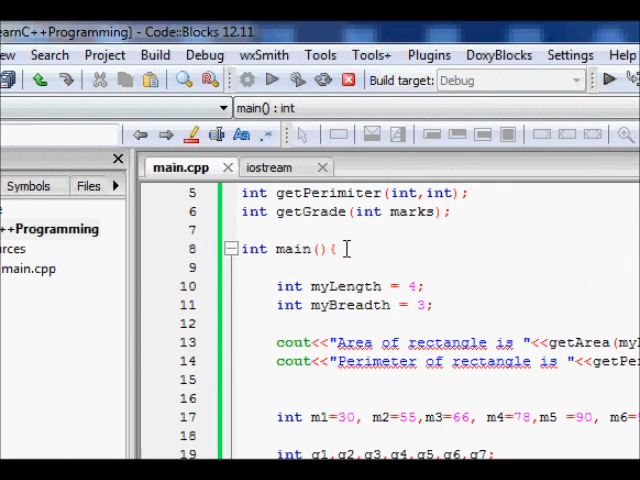 earnC++Programming] - Code::Blocks 12.11
ew Search Project Build Debug wxSmith Tools Tools+ Plugins DoxyBlocks Settings Help
Build target: Debug
main() : int
Aa .*
main.cpp iostream
Symbols Files
e
++Programming
urces
main.cpp
5 int getPerimiter(int,int);
6 int getGrade(int marks);
7
8 int main(){
9
10 int myLength = 4;
11 int myBreadth = 3;
12
13 cout<<"Area of rectangle is "<<getArea(myL
14 cout<<"Perimeter of rectangle is "<<getPe
15
16
17 int m1=30, m2=55,m3=66, m4=78,m5 =90, m6=
18
19 int g1,g2,g3,g4,g5,g6,g7;